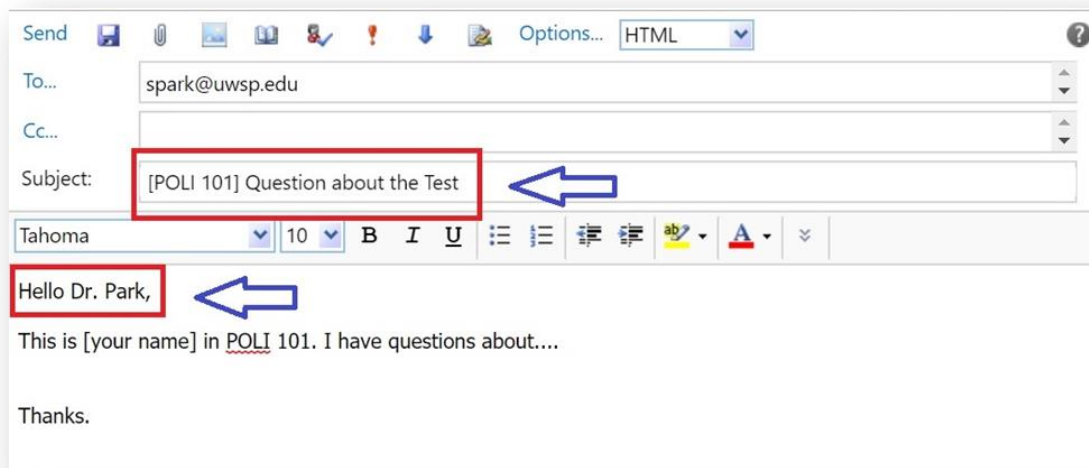 Send Options... HTML ?
To... spark@uwsp.edu
Cc...
Subject: [POLI 101] Question about the Test
Tahoma 10 B I U ab A
Hello Dr. Park,
This is [your name] in POLI 101. I have questions about....
Thanks.